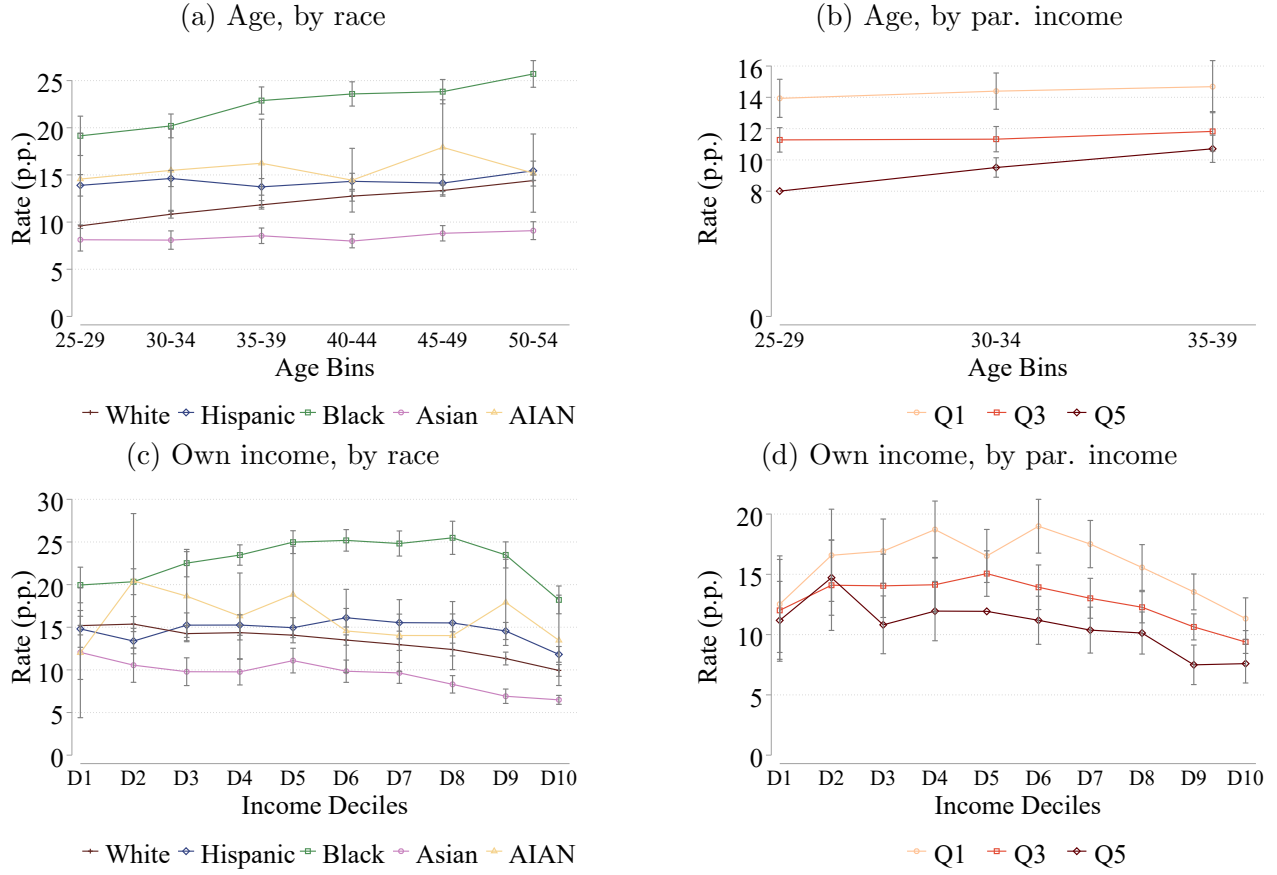 (a) Age, by race
Rate (p.p.)
25
20
15
10
5
0
25-29 30-34 35-39 40-44 45-49 50-54
Age Bins
White Hispanic Black Asian AIAN
(b) Age, by par. income
Rate (p.p.)
16
14
12
10
8
0
25-29 30-34 35-39
Age Bins
Q1 Q3 Q5
(c) Own income, by race
Rate (p.p.)
30
25
20
15
10
5
0
D1 D2 D3 D4 D5 D6 D7 D8 D9 D10
Income Deciles
White Hispanic Black Asian AIAN
(d) Own income, by par. income
Rate (p.p.)
20
15
10
5
0
D1 D2 D3 D4 D5 D6 D7 D8 D9 D10
Income Deciles
Q1 Q3 Q5